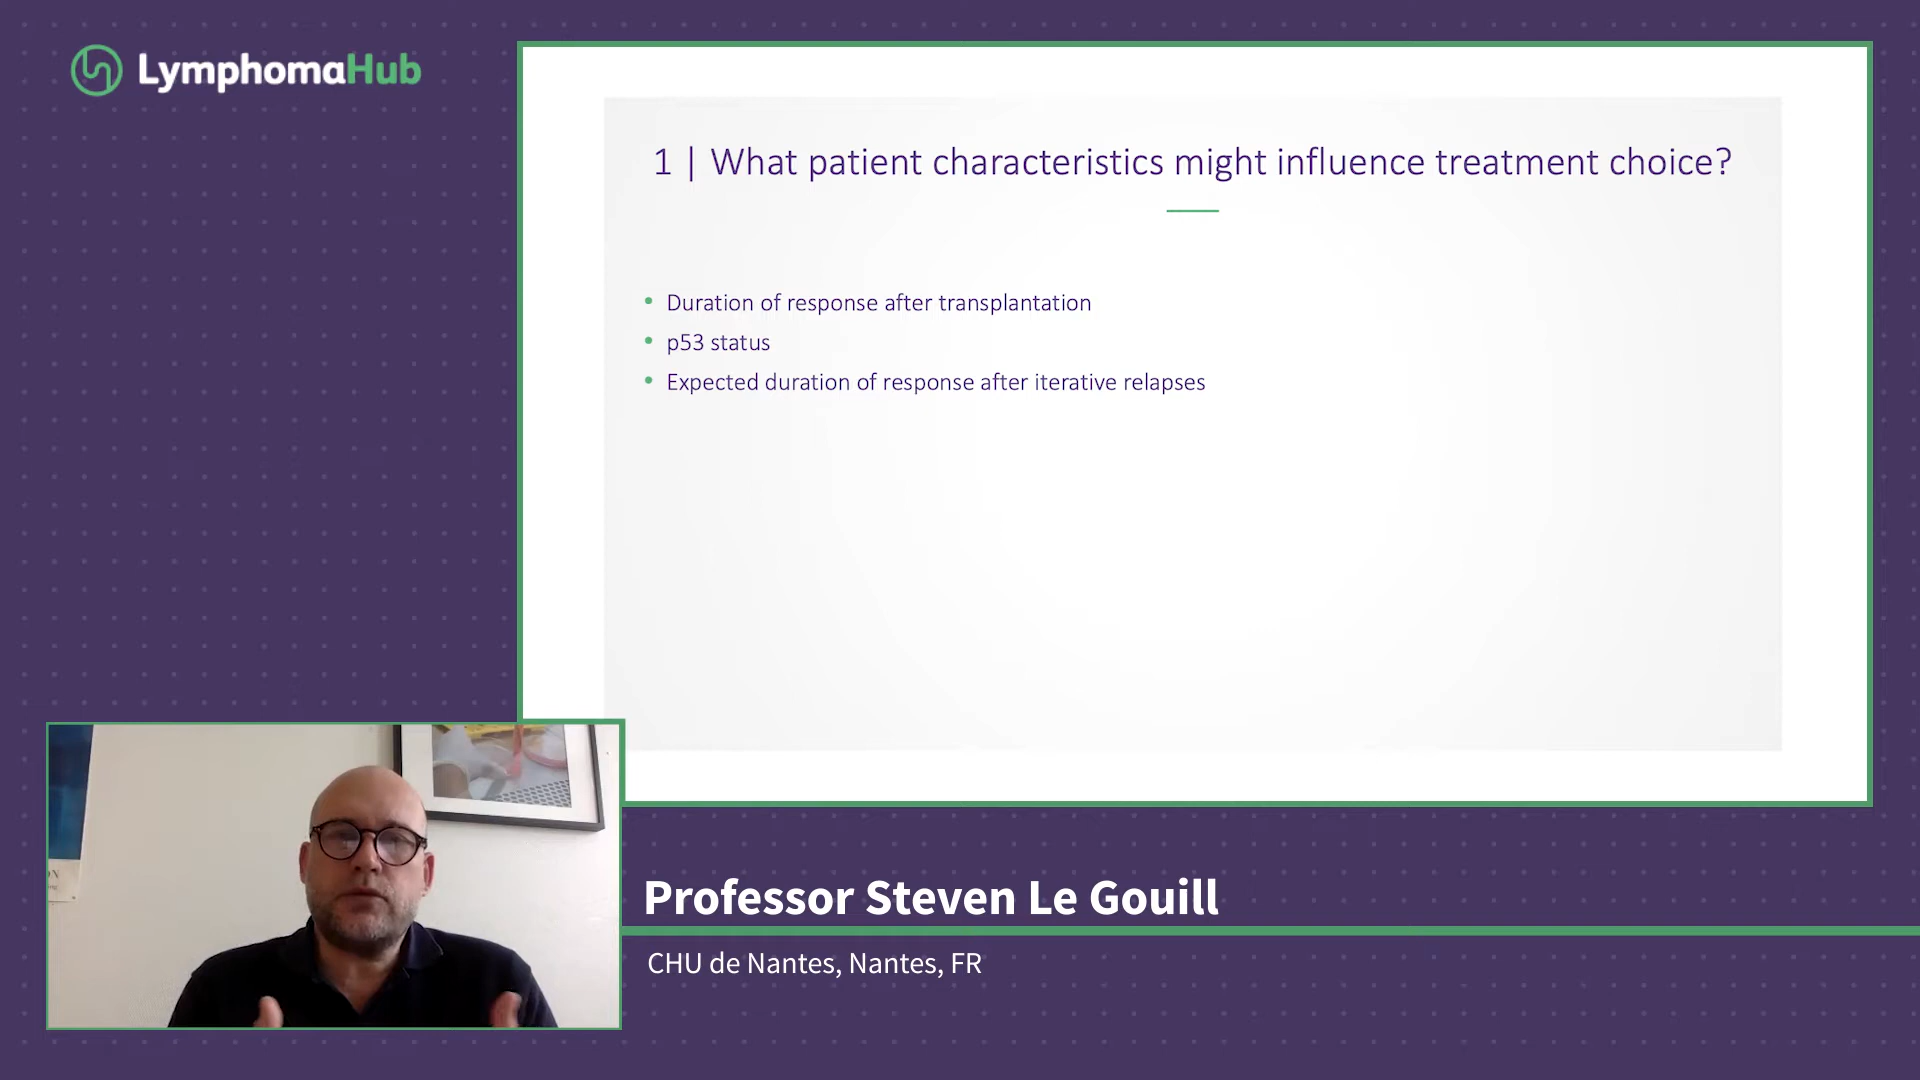 LymphomaHub
1 | What patient characteristics might influence treatment choice?
• Duration of response after transplantation
• p53 status
• Expected duration of response after iterative relapses
Professor Steven Le Gouill
CHU de Nantes, Nantes, FR